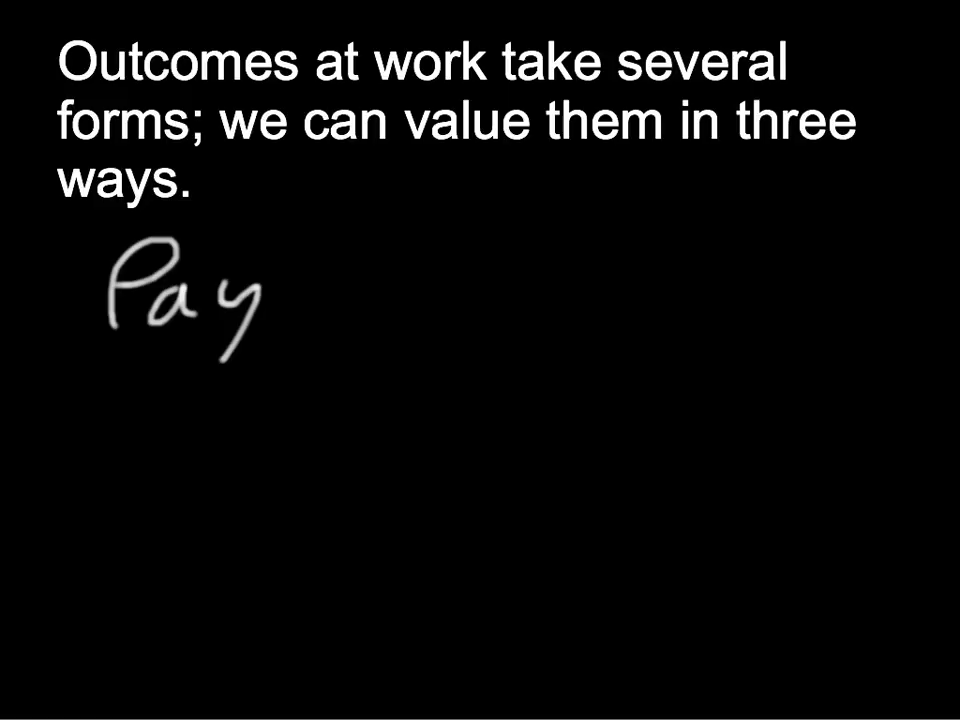 Outcomes at work take several
forms; we can value them in three
ways.
Pay